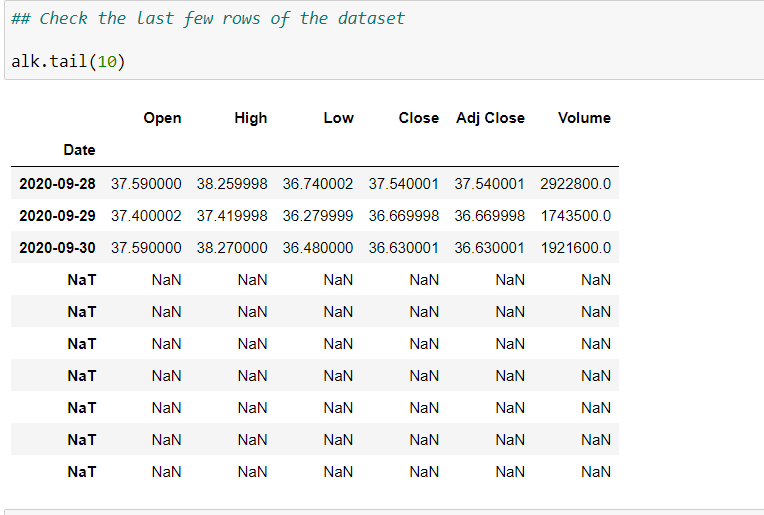 ## Check the last few rows of the dataset
alk.tail(10)
Open High Low Close Adj Close Volume
Date
2020-09-28 37.590000 38.259998 36.740002 37.540001 37.540001 2922800.0
2020-09-29 37.400002 37.419998 36.279999 36.669998 36.669998 1743500.0
2020-09-30 37.590000 38.270000 36.480000 36.630001 36.630001 1921600.0
NaT NaN NaN NaN NaN NaN NaN
NaT NaN NaN NaN NaN NaN NaN
NaT NaN NaN NaN NaN NaN NaN
NaT NaN NaN NaN NaN NaN NaN
NaT NaN NaN NaN NaN NaN NaN
NaT NaN NaN NaN NaN NaN NaN
NaT NaN NaN NaN NaN NaN NaN